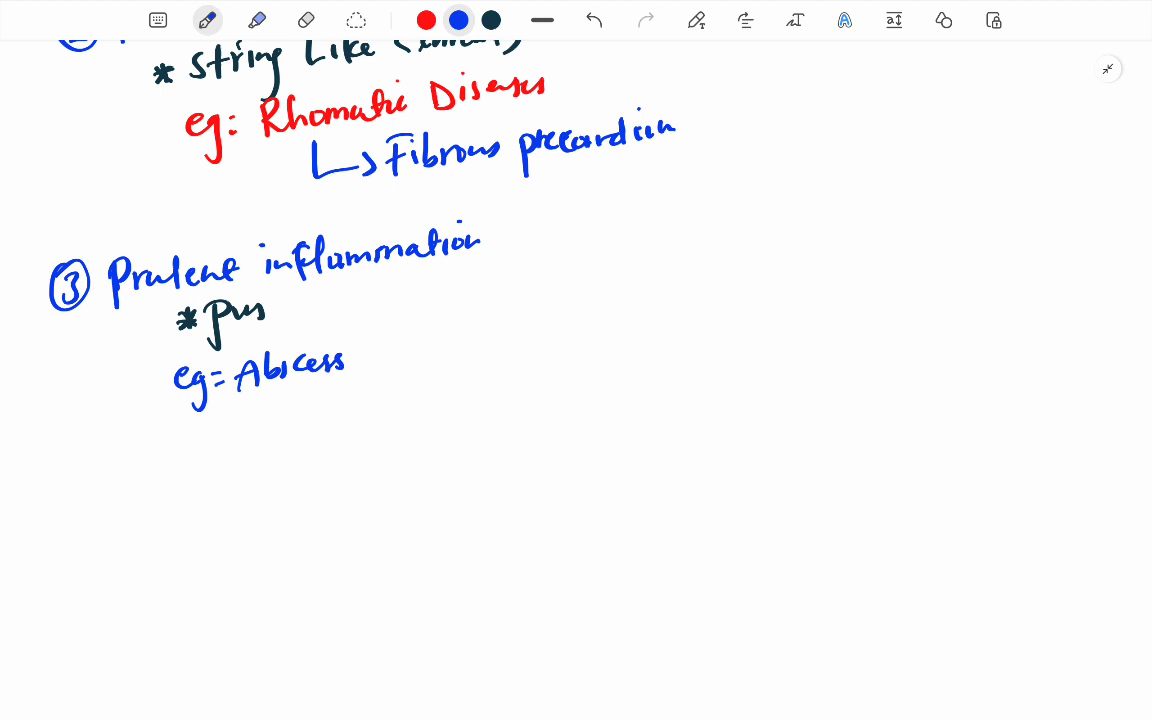 * String Like
eg: Rhomatic Diseases
↳ Fibrous precardium
③ Prulent inflammation
* Pus
eg = Abscess